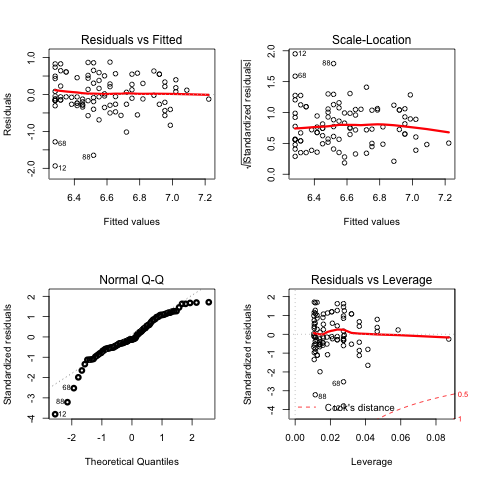 Residuals vs Fitted
Residuals
1.0
0.0
-1.0
-2.0
68
88
12
6.4 6.6 6.8 7.0 7.2
Fitted values
Scale-Location
√|Standardized residuals|
2.0
1.5
1.0
0.5
0.0
12
88
68
6.4 6.6 6.8 7.0 7.2
Fitted values
Normal Q-Q
Standardized residuals
2
1
0
-1
-2
-3
-4
68
88
12
-2 -1 0 1 2
Theoretical Quantiles
Residuals vs Leverage
Standardized residuals
2
1
0
-1
-2
-3
-4
68
88
12
Cook's distance
0.5
1
0.00 0.02 0.04 0.06 0.08
Leverage